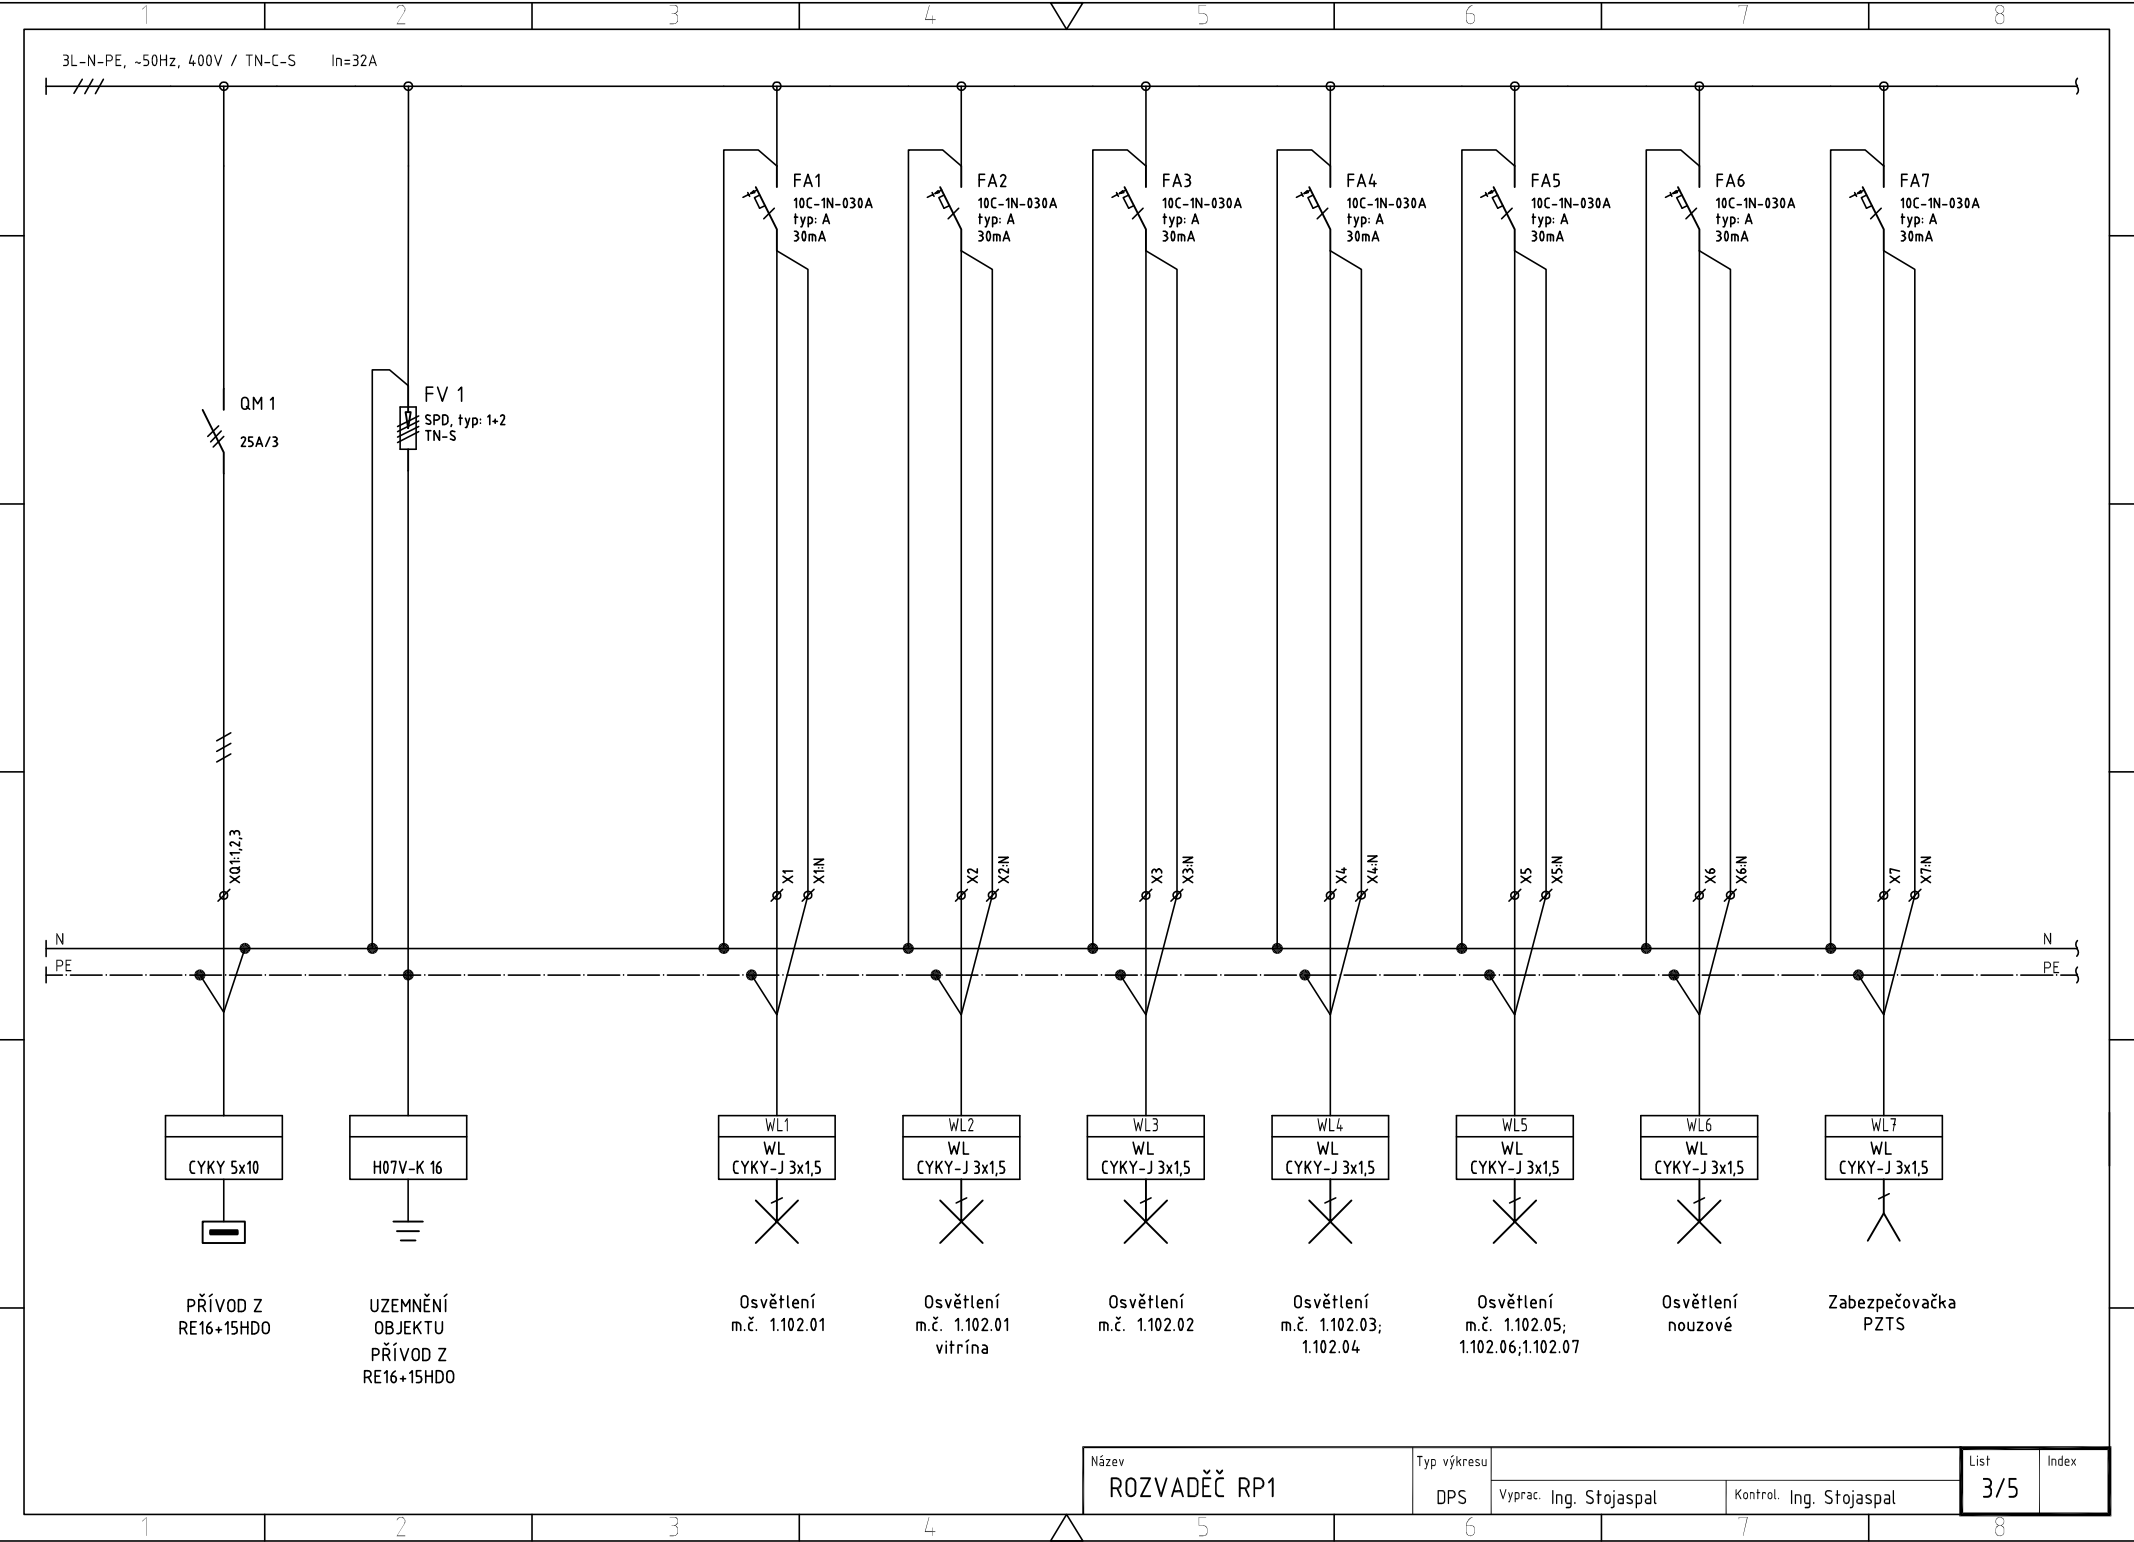 1 2 3 4 5 6 7 8
3L-N-PE, ~50Hz, 400V / TN-C-S In=32A
QM 1
25A/3
FV 1
SPD, typ: 1+2
TN-S
FA1
10C-1N-030A
typ: A
30mA
FA2
10C-1N-030A
typ: A
30mA
FA3
10C-1N-030A
typ: A
30mA
FA4
10C-1N-030A
typ: A
30mA
FA5
10C-1N-030A
typ: A
30mA
FA6
10C-1N-030A
typ: A
30mA
FA7
10C-1N-030A
typ: A
30mA
XQ1:1,2,3
X1
X1:N
X2
X2:N
X3
X3:N
X4
X4:N
X5
X5:N
X6
X6:N
X7
X7:N
N
N
PE
PE
CYKY 5x10
H07V-K 16
WL1
WL
CYKY-J 3x1,5
WL2
WL
CYKY-J 3x1,5
WL3
WL
CYKY-J 3x1,5
WL4
WL
CYKY-J 3x1,5
WL5
WL
CYKY-J 3x1,5
WL6
WL
CYKY-J 3x1,5
WL7
WL
CYKY-J 3x1,5
PŘÍVOD Z
RE16+15HDO
UZEMNĚNÍ
OBJEKTU
PŘÍVOD Z
RE16+15HDO
Osvětlení
m.č. 1.102.01
Osvětlení
m.č. 1.102.01
vitrína
Osvětlení
m.č. 1.102.02
Osvětlení
m.č. 1.102.03;
1.102.04
Osvětlení
m.č. 1.102.05;
1.102.06;1.102.07
Osvětlení
nouzové
Zabezpečovačka
PZTS
Název
ROZVADĚČ RP1
Typ výkresu
DPS
Vyprac. Ing. Stojaspal
Kontrol. Ing. Stojaspal
List
3/5
Index
1 2 3 4 5 6 7 8